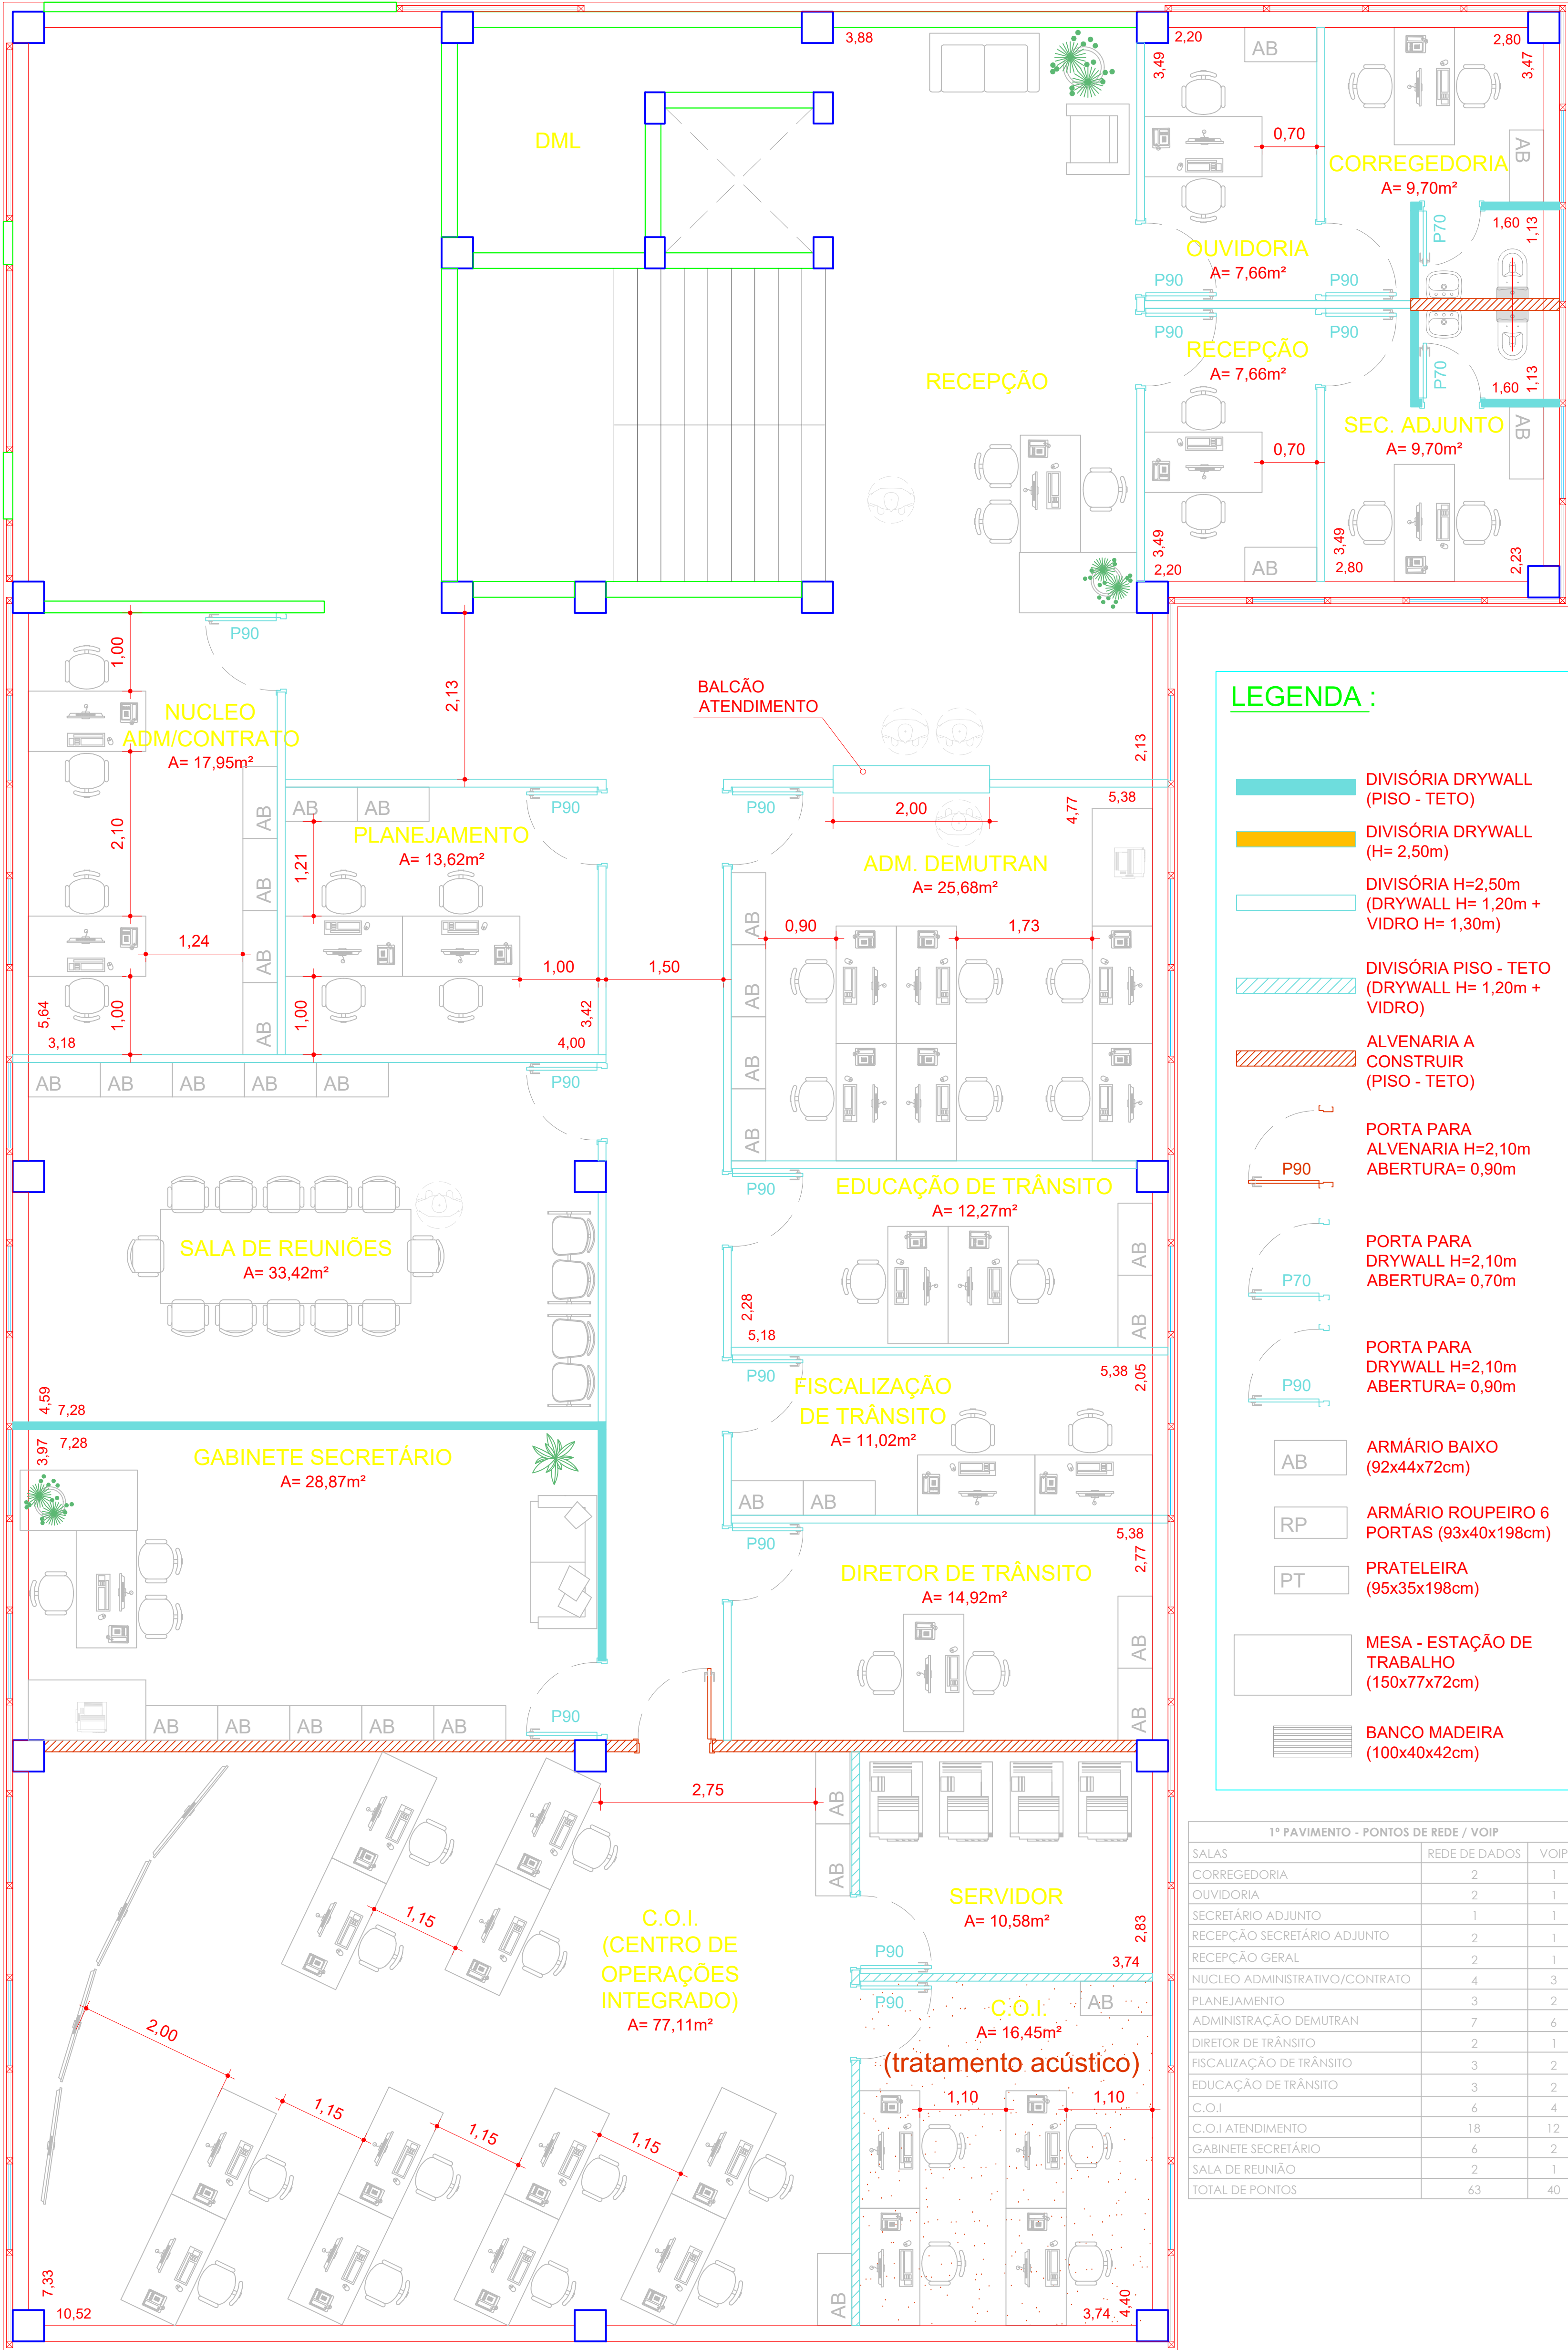 3,88
2,20
AB
2,80
3,49
3,47
DML
0,70
AB
CORREGEDORIA
A= 9,70m²
P70
1,60
1,13
OUVIDORIA
A= 7,66m²
P90
P90
P90
P90
RECEPÇÃO
A= 7,66m²
RECEPÇÃO
P70
1,60
1,13
SEC. ADJUNTO
A= 9,70m²
AB
0,70
3,49
2,20
AB
3,49
2,80
2,23
P90
1,00
2,13
BALCÃO
ATENDIMENTO
NUCLEO
ADM/CONTRATO
A= 17,95m²
2,13
AB
AB
P90
P90
2,00
5,38
4,77
AB
2,10
PLANEJAMENTO
A= 13,62m²
1,21
ADM. DEMUTRAN
A= 25,68m²
AB
AB
0,90
1,73
1,24
AB
1,00
1,50
AB
5,64
1,00
3,18
AB
1,00
3,42
4,00
AB
AB
AB
AB
AB
AB
P90
AB
P90
EDUCAÇÃO DE TRÂNSITO
A= 12,27m²
SALA DE REUNIÕES
A= 33,42m²
AB
AB
2,28
5,18
P90
5,38
2,05
FISCALIZAÇÃO
DE TRÂNSITO
A= 11,02m²
4,59
7,28
3,97
7,28
GABINETE SECRETÁRIO
A= 28,87m²
AB
AB
P90
5,38
2,77
DIRETOR DE TRÂNSITO
A= 14,92m²
AB
AB
AB
AB
AB
AB
AB
P90
2,75
AB
AB
1,15
C.O.I.
(CENTRO DE
OPERAÇÕES
INTEGRADO)
A= 77,11m²
SERVIDOR
A= 10,58m²
2,83
3,74
P90
P90
C.O.I.
A= 16,45m²
AB
(tratamento acústico)
2,00
1,15
1,15
1,15
1,10
1,10
7,33
10,52
AB
3,74
4,40
LEGENDA :
DIVISÓRIA DRYWALL
(PISO - TETO)
DIVISÓRIA DRYWALL
(H= 2,50m)
DIVISÓRIA H=2,50m
(DRYWALL H= 1,20m +
VIDRO H= 1,30m)
DIVISÓRIA PISO - TETO
(DRYWALL H= 1,20m +
VIDRO)
ALVENARIA A
CONSTRUIR
(PISO - TETO)
P90
PORTA PARA
ALVENARIA H=2,10m
ABERTURA= 0,90m
P70
PORTA PARA
DRYWALL H=2,10m
ABERTURA= 0,70m
P90
PORTA PARA
DRYWALL H=2,10m
ABERTURA= 0,90m
AB
ARMÁRIO BAIXO
(92x44x72cm)
RP
ARMÁRIO ROUPEIRO 6
PORTAS (93x40x198cm)
PT
PRATELEIRA
(95x35x198cm)
MESA - ESTAÇÃO DE
TRABALHO
(150x77x72cm)
BANCO MADEIRA
(100x40x42cm)
1º PAVIMENTO - PONTOS DE REDE / VOIP
SALAS REDE DE DADOS VOIP
CORREGEDORIA 2 1
OUVIDORIA 2 1
SECRETÁRIO ADJUNTO 1 1
RECEPÇÃO SECRETÁRIO ADJUNTO 2 1
RECEPÇÃO GERAL 2 1
NUCLEO ADMINISTRATIVO/CONTRATO 4 3
PLANEJAMENTO 3 2
ADMINISTRAÇÃO DEMUTRAN 7 6
DIRETOR DE TRÂNSITO 2 1
FISCALIZAÇÃO DE TRÂNSITO 3 2
EDUCAÇÃO DE TRÂNSITO 3 2
C.O.I 6 4
C.O.I ATENDIMENTO 18 12
GABINETE SECRETÁRIO 6 2
SALA DE REUNIÃO 2 1
TOTAL DE PONTOS 63 40